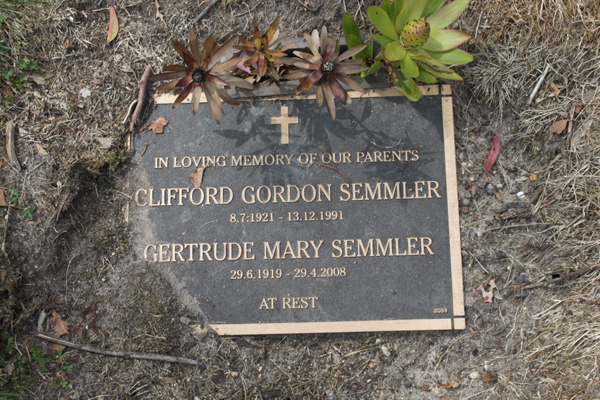 IN LOVING MEMORY OF OUR PARENTS
CLIFFORD GORDON SEMMLER
8.7.1921 - 13.12.1991
GERTRUDE MARY SEMMLER
29.6.1919 - 29.4.2008
AT REST